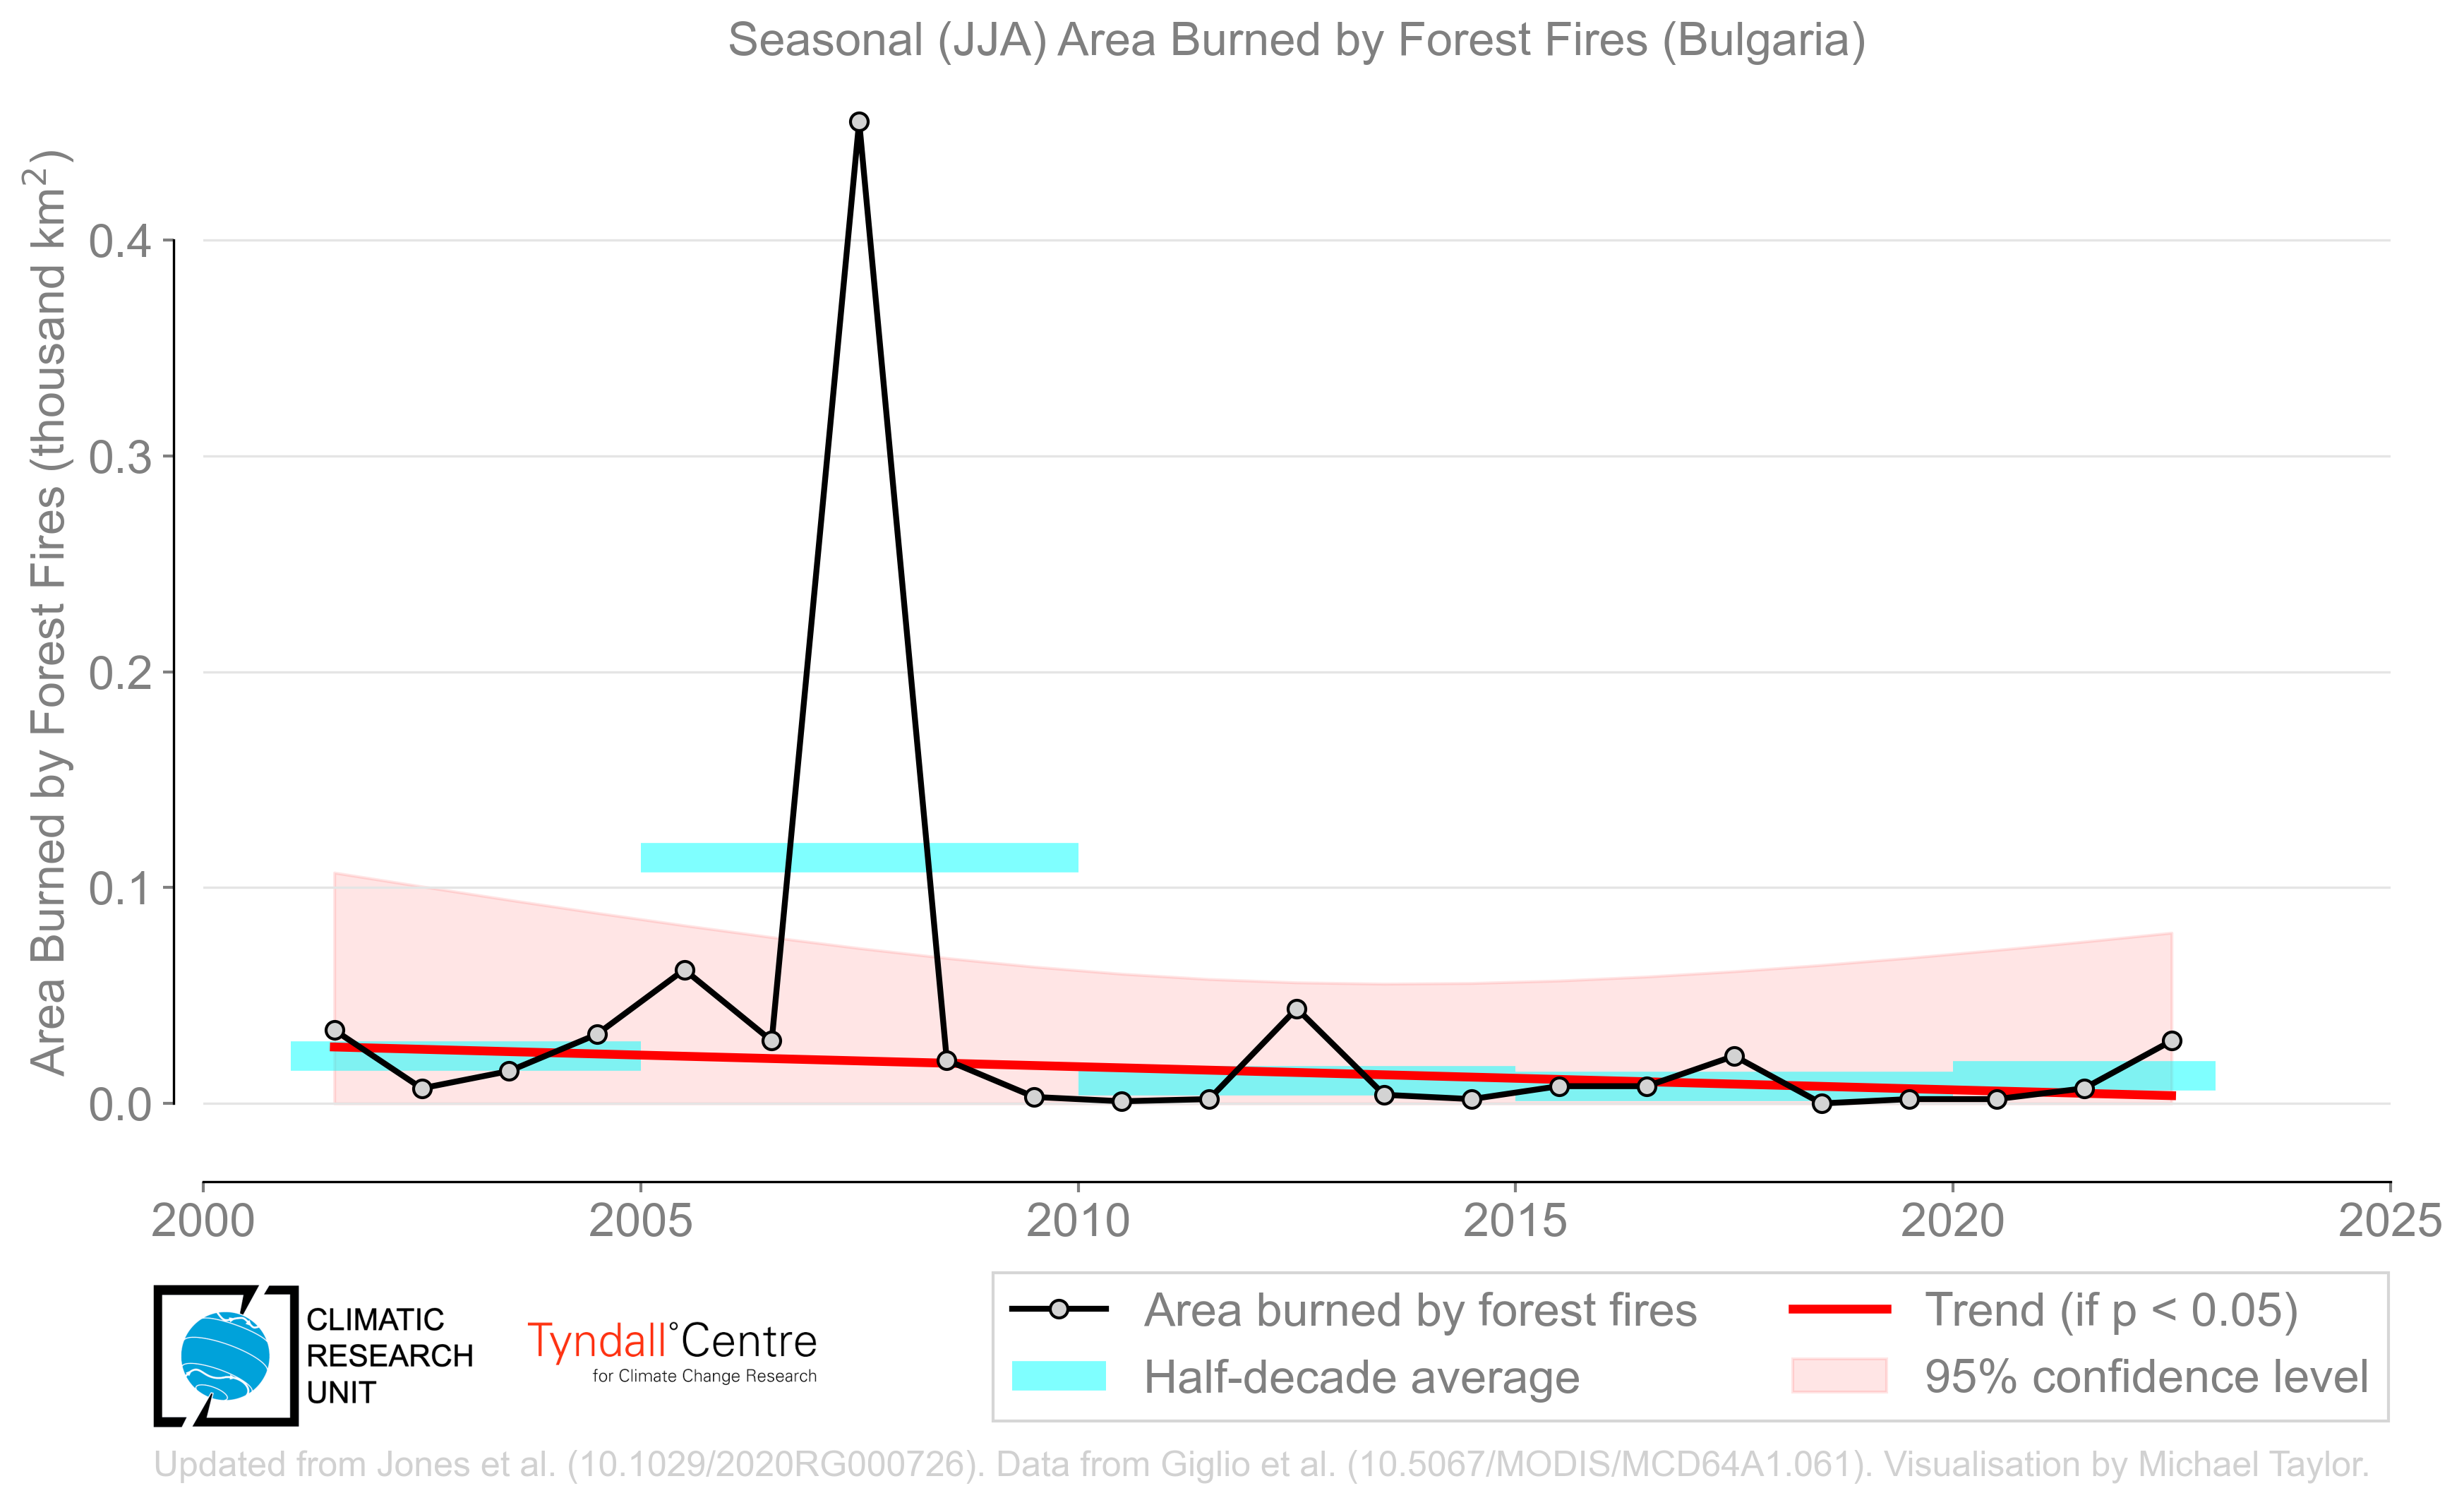 Seasonal (JJA) Area Burned by Forest Fires (Bulgaria)
Area Burned by Forest Fires (thousand km²)
0.4
0.3
0.2
0.1
0.0
2000 2005 2010 2015 2020 2025
CLIMATIC
RESEARCH
UNIT
Tyndall°Centre
for Climate Change Research
Area burned by forest fires
Half-decade average
Trend (if p < 0.05)
95% confidence level
Updated from Jones et al. (10.1029/2020RG000726). Data from Giglio et al. (10.5067/MODIS/MCD64A1.061). Visualisation by Michael Taylor.